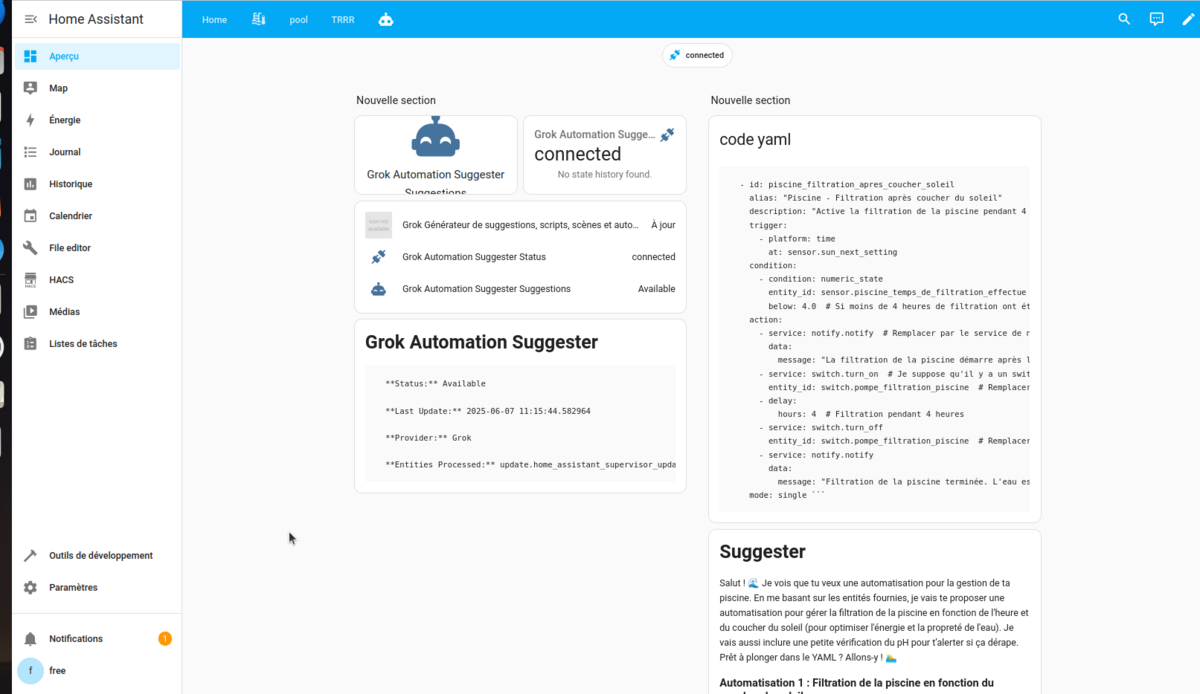 Home Assistant
Home
pool
TRRR
Aperçu
Map
Énergie
Journal
Historique
Calendrier
File editor
HACS
HACS
Médias
Listes de tâches
Outils de développement
Paramètres
Notifications
1
f
free
connected
Nouvelle section
Grok Automation Suggester
Suggestions
Grok Automation Sugge...
connected
No state history found.
icon not
available
Grok Générateur de suggestions, scripts, scènes et auto... À jour
Grok Automation Suggester Status connected
Grok Automation Suggester Suggestions Available
Grok Automation Suggester
**Status:** Available
**Last Update:** 2025-06-07 11:15:44.582964
**Provider:** Grok
**Entities Processed:** update.home_assistant_supervisor_upda
Nouvelle section
code yaml
- id: piscine_filtration_apres_coucher_soleil
alias: "Piscine - Filtration après coucher du soleil"
description: "Active la filtration de la piscine pendant 4
trigger:
- platform: time
at: sensor.sun_next_setting
condition:
- condition: numeric_state
entity_id: sensor.piscine_temps_de_filtration_effectue
below: 4.0 # Si moins de 4 heures de filtration ont ét
action:
- service: notify.notify # Remplacer par le service de n
data:
message: "La filtration de la piscine démarre après l
- service: switch.turn_on # Je suppose qu'il y a un swit
entity_id: switch.pompe_filtration_piscine # Remplacer
- delay:
hours: 4 # Filtration pendant 4 heures
- service: switch.turn_off
entity_id: switch.pompe_filtration_piscine # Remplacer
- service: notify.notify
data:
message: "Filtration de la piscine terminée. L'eau es
mode: single ```
Suggester
Salut ! 🌊 Je vois que tu veux une automatisation pour la gestion de ta
piscine. En me basant sur les entités fournies, je vais te proposer une
automatisation pour gérer la filtration de la piscine en fonction de l'heure et
du coucher du soleil (pour optimiser l'énergie et la propreté de l'eau). Je
vais aussi inclure une petite vérification du pH pour t'alerter si ça dérape.
Prêt à plonger dans le YAML ? Allons-y ! 🏊
Automatisation 1 : Filtration de la piscine en fonction du